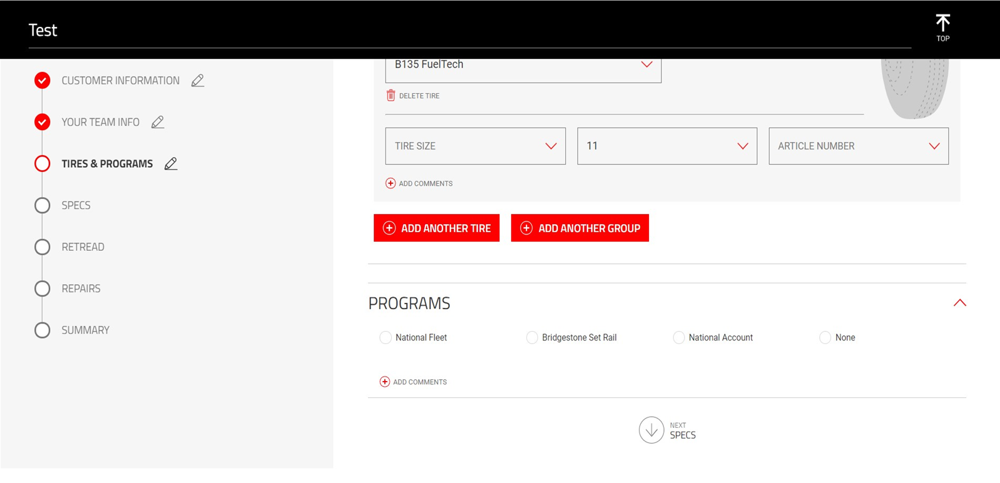 Test
TOP
CUSTOMER INFORMATION
YOUR TEAM INFO
TIRES & PROGRAMS
SPECS
RETREAD
REPAIRS
SUMMARY
B135 FuelTech
DELETE TIRE
TIRE SIZE
11
ARTICLE NUMBER
ADD COMMENTS
ADD ANOTHER TIRE
ADD ANOTHER GROUP
PROGRAMS
National Fleet
Bridgestone Set Rail
National Account
None
ADD COMMENTS
NEXT
SPECS